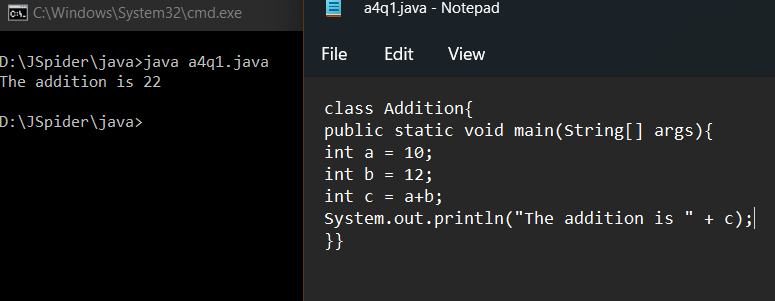 C:\Windows\System32\cmd.exe
D:\JSpider\java>java a4q1.java
The addition is 22
D:\JSpider\java>
a4q1.java - Notepad
File Edit View
class Addition{
public static void main(String[] args){
int a = 10;
int b = 12;
int c = a+b;
System.out.println("The addition is " + c);
}}